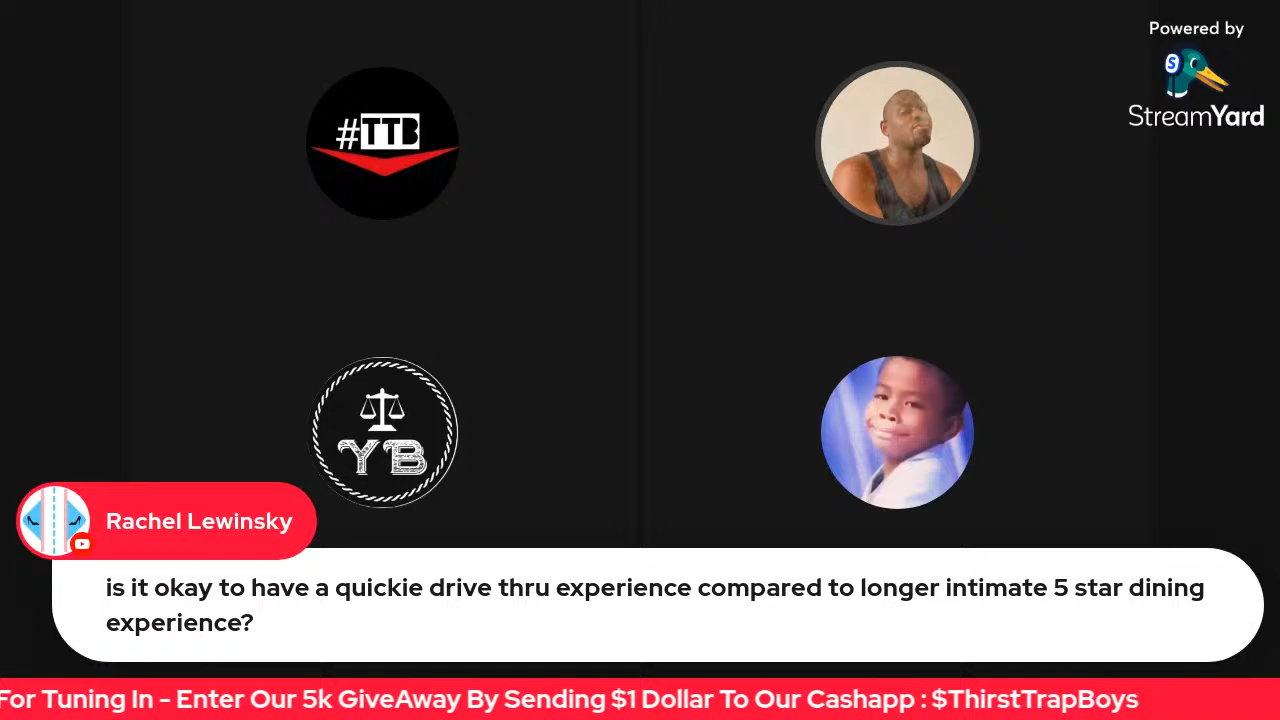 Powered by
S
StreamYard
#TTB
YB
Rachel Lewinsky
is it okay to have a quickie drive thru experience compared to longer intimate 5 star dining
experience?
For Tuning In - Enter Our 5k GiveAway By Sending $1 Dollar To Our Cashapp : $ThirstTrapBoys